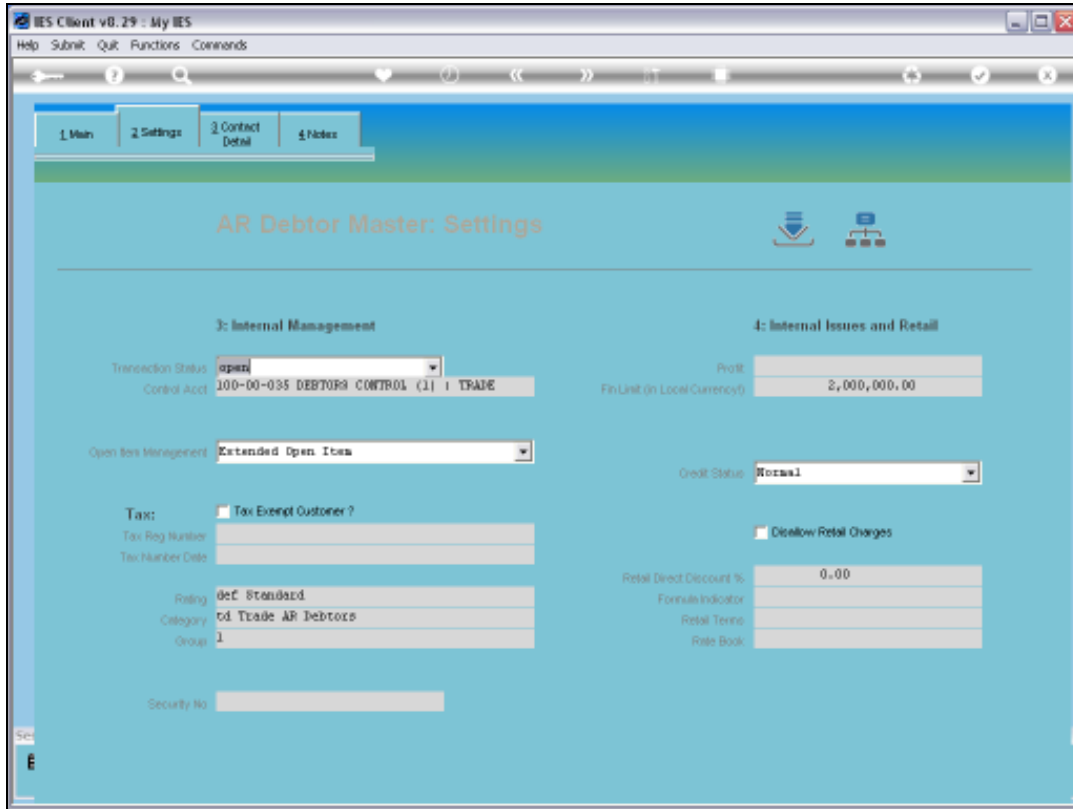 IES Client v8.29 : My IES
Help Submit Quit Functions Commands
1 Main
2 Settings
3 Contact
Detail
4 Notes
AR Debtor Master: Settings
3: Internal Management
4: Internal Issues and Retail
Transaction Status open
Control Acct 100-00-035 DEBTORS CONTROL (1) : TRADE
Profit
Fin Limit (in Local Currency!) 2,000,000.00
Open Item Management Extended Open Item
Credit Status Normal
Tax: Tax Exempt Customer ?
Tax Reg Number
Tax Number Date
Disallow Retail Charges
Rating def Standard
Category td Trade AR Debtors
Group 1
Retail Direct Discount % 0.00
Formula Indicator
Retail Terms
Rate Book
Security No